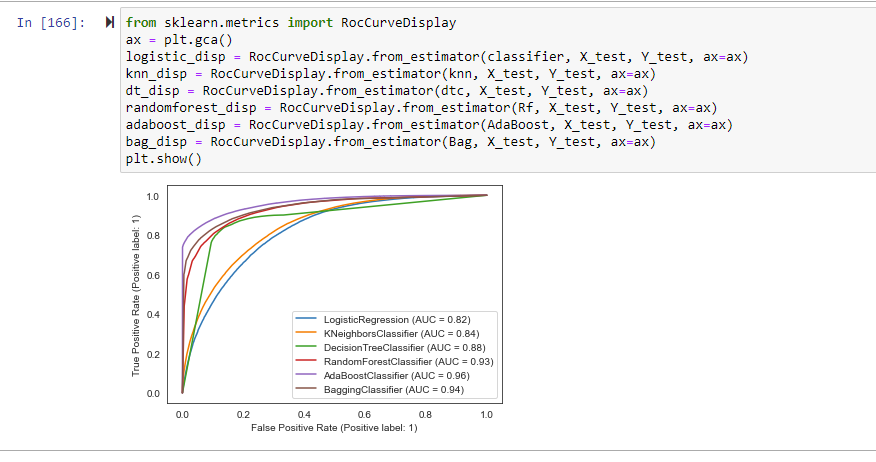 In [166]:
from sklearn.metrics import RocCurveDisplay
ax = plt.gca()
logistic_disp = RocCurveDisplay.from_estimator(classifier, X_test, Y_test, ax=ax)
knn_disp = RocCurveDisplay.from_estimator(knn, X_test, Y_test, ax=ax)
dt_disp = RocCurveDisplay.from_estimator(dtc, X_test, Y_test, ax=ax)
randomforest_disp = RocCurveDisplay.from_estimator(Rf, X_test, Y_test, ax=ax)
adaboost_disp = RocCurveDisplay.from_estimator(AdaBoost, X_test, Y_test, ax=ax)
bag_disp = RocCurveDisplay.from_estimator(Bag, X_test, Y_test, ax=ax)
plt.show()
True Positive Rate (Positive label: 1)
1.0
0.8
0.6
0.4
0.2
0.0
LogisticRegression (AUC = 0.82)
KNeighborsClassifier (AUC = 0.84)
DecisionTreeClassifier (AUC = 0.88)
RandomForestClassifier (AUC = 0.93)
AdaBoostClassifier (AUC = 0.96)
BaggingClassifier (AUC = 0.94)
0.0 0.2 0.4 0.6 0.8 1.0
False Positive Rate (Positive label: 1)